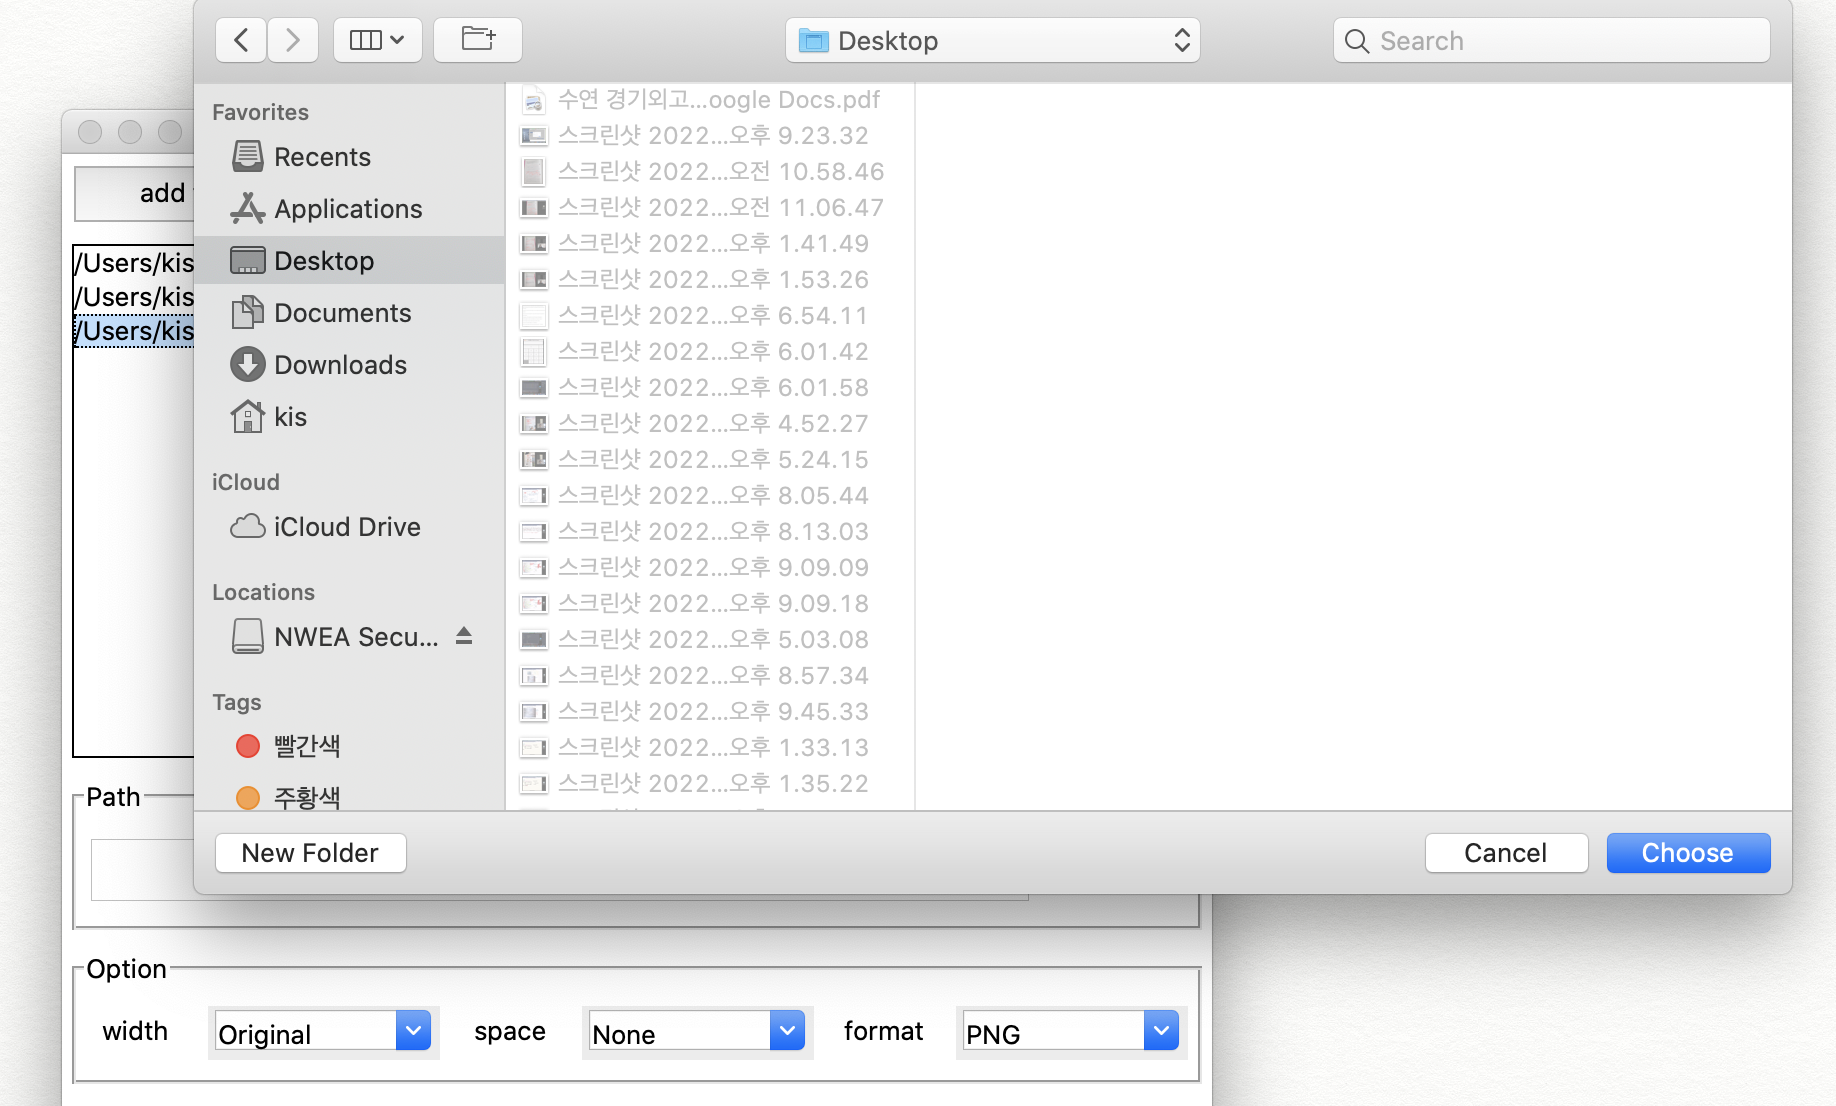 Desktop
Search
Favorites
Recents
Applications
Desktop
Documents
Downloads
kis
iCloud
iCloud Drive
Locations
NWEA Secu...
Tags
빨간색
주황색
수연 경기외고...oogle Docs.pdf
스크린샷 2022...오후 9.23.32
스크린샷 2022...오전 10.58.46
스크린샷 2022...오전 11.06.47
스크린샷 2022...오후 1.41.49
스크린샷 2022...오후 1.53.26
스크린샷 2022...오후 6.54.11
스크린샷 2022...오후 6.01.42
스크린샷 2022...오후 6.01.58
스크린샷 2022...오후 4.52.27
스크린샷 2022...오후 5.24.15
스크린샷 2022...오후 8.05.44
스크린샷 2022...오후 8.13.03
스크린샷 2022...오후 9.09.09
스크린샷 2022...오후 9.09.18
스크린샷 2022...오후 5.03.08
스크린샷 2022...오후 8.57.34
스크린샷 2022...오후 9.45.33
스크린샷 2022...오후 1.33.13
스크린샷 2022...오후 1.35.22
New Folder
Cancel
Choose
add
/Users/kis
/Users/kis
/Users/kis
Path
Option
width
Original
space
None
format
PNG